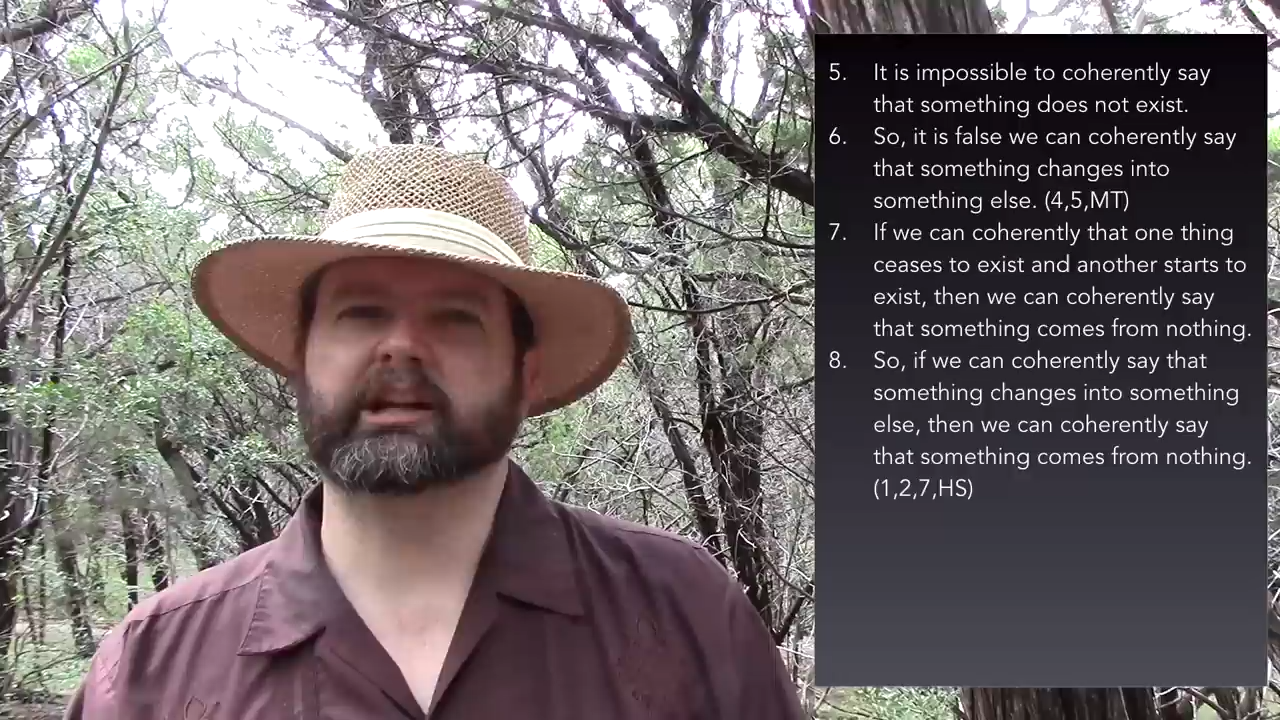 5. It is impossible to coherently say
that something does not exist.
6. So, it is false we can coherently say
that something changes into
something else. (4,5,MT)
7. If we can coherently that one thing
ceases to exist and another starts to
exist, then we can coherently say
that something comes from nothing.
8. So, if we can coherently say that
something changes into something
else, then we can coherently say
that something comes from nothing.
(1,2,7,HS)